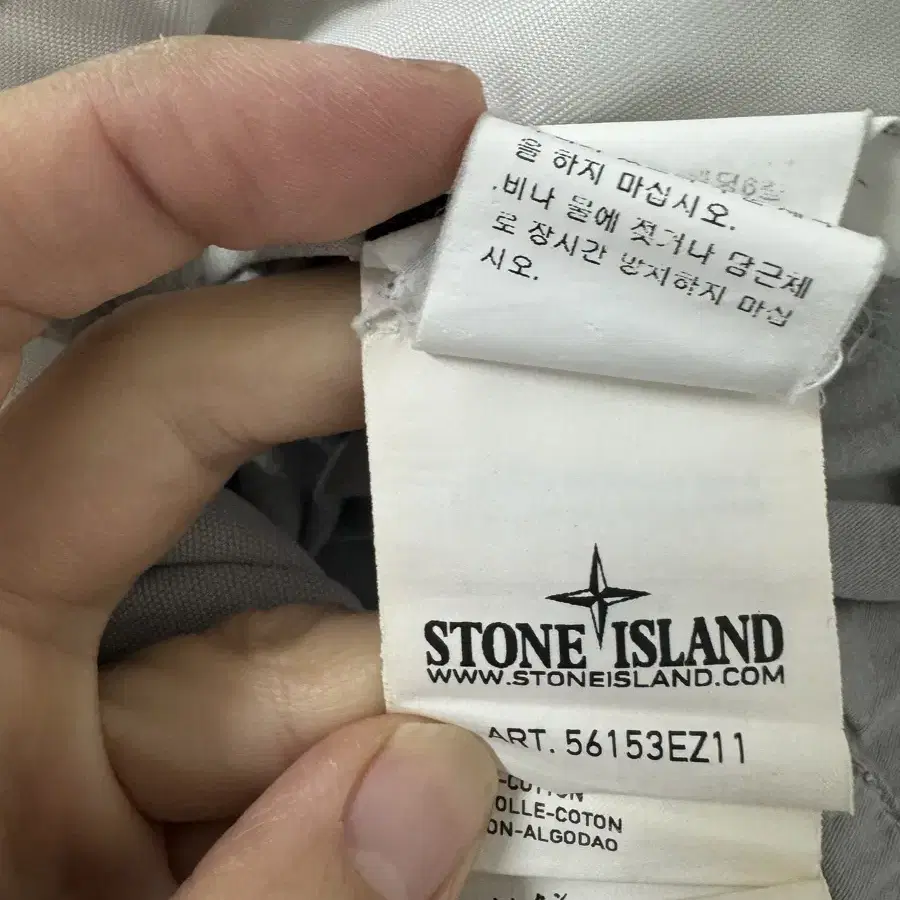 을 하지 마십시오.
.비나 물에 젖거나 담근체
로 장시간 방치하지 마십
시오.
STONE ISLAND
WWW.STONEISLAND.COM
ART. 56153EZ11
OLLE-COTON
ON-ALGODAO